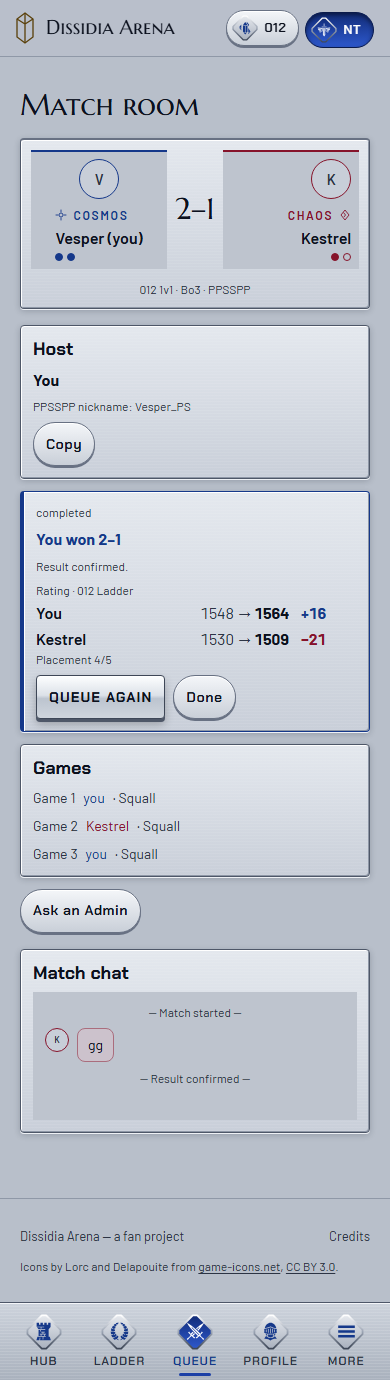 Dissidia Arena
012
NT
Match room
V
COSMOS
Vesper (you)
2–1
K
CHAOS
Kestrel
012 1v1 · Bo3 · PPSSPP
Host
You
PPSSPP nickname: Vesper_PS
Copy
completed
You won 2–1
Result confirmed.
Rating · 012 Ladder
You 1548 → 1564 +16
Kestrel 1530 → 1509 −21
Placement 4/5
QUEUE AGAIN
Done
Games
Game 1 you · Squall
Game 2 Kestrel · Squall
Game 3 you · Squall
Ask an Admin
Match chat
— Match started —
K
gg
— Result confirmed —
Dissidia Arena — a fan project
Credits
Icons by Lorc and Delapouite from game-icons.net, CC BY 3.0.
HUB
LADDER
QUEUE
PROFILE
MORE